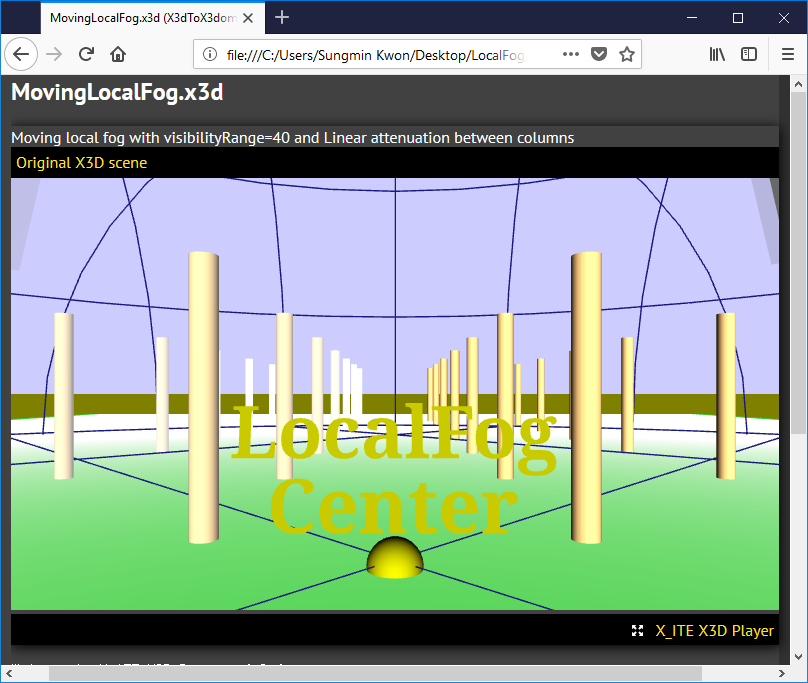 MovingLocalFog.x3d (X3dToX3dom
file:///C:/Users/Sungmin Kwon/Desktop/LocalFog
MovingLocalFog.x3d
Moving local fog with visibilityRange=40 and Linear attenuation between columns
Original X3D scene
LocalFog
Center
X_ITE X3D Player